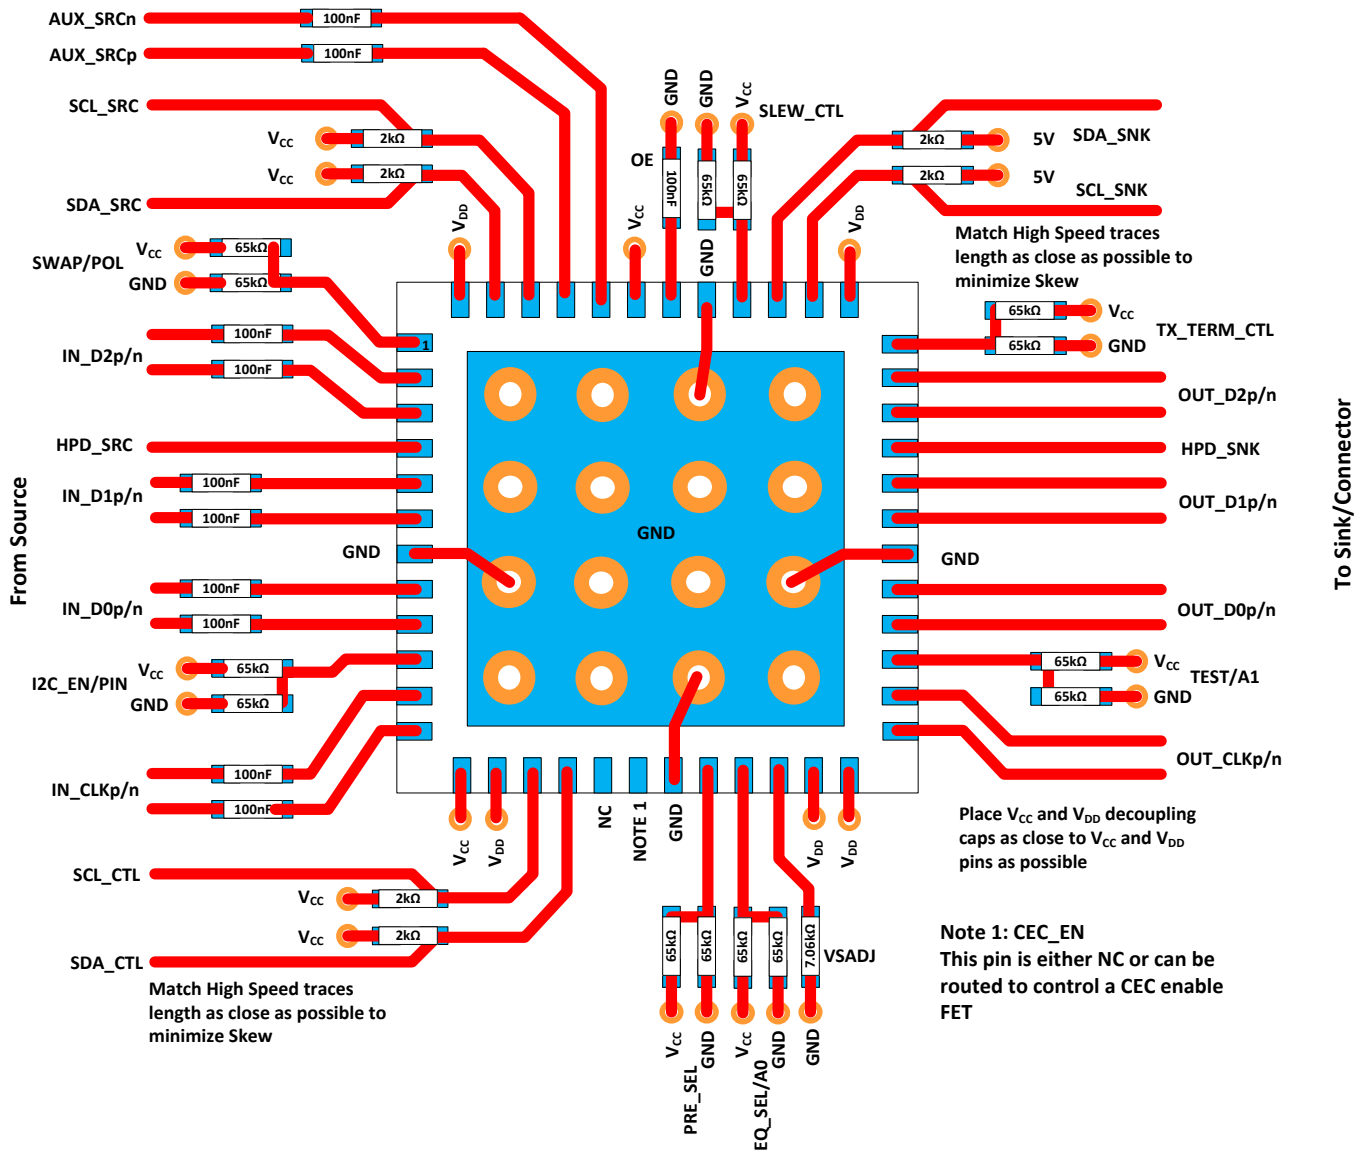 AUX_SRCn
100nF
AUX_SRCp
100nF
SCL_SRC
VCC
2kΩ
VCC
2kΩ
SDA_SRC
VDD
VCC
65kΩ
SWAP/POL
GND
65kΩ
IN_D2p/n
100nF
100nF
HPD_SRC
IN_D1p/n
100nF
100nF
GND
IN_D0p/n
100nF
100nF
VCC
65kΩ
I2C_EN/PIN
GND
65kΩ
IN_CLKp/n
100nF
100nF
From Source
1
GND
OE
GND
100nF
VCC
GND
65kΩ
VCC
65kΩ
SLEW_CTL
GND
VDD
2kΩ
5V
SDA_SNK
2kΩ
5V
SCL_SNK
Match High Speed traces
length as close as possible to
minimize Skew
65kΩ
VCC
TX_TERM_CTL
65kΩ
GND
OUT_D2p/n
HPD_SNK
OUT_D1p/n
GND
OUT_D0p/n
65kΩ
VCC
TEST/A1
65kΩ
GND
OUT_CLKp/n
To Sink/Connector
VCC
VDD
NC
NOTE 1
GND
VDD
VDD
SCL_CTL
VCC
2kΩ
VCC
2kΩ
SDA_CTL
Match High Speed traces
length as close as possible to
minimize Skew
65kΩ
65kΩ
65kΩ
65kΩ
7.06kΩ
VSADJ
VCC
GND
VCC
GND
GND
PRE_SEL
EQ_SEL/A0
Place VCC and VDD decoupling
caps as close to VCC and VDD
pins as possible
Note 1: CEC_EN
This pin is either NC or can be
routed to control a CEC enable
FET